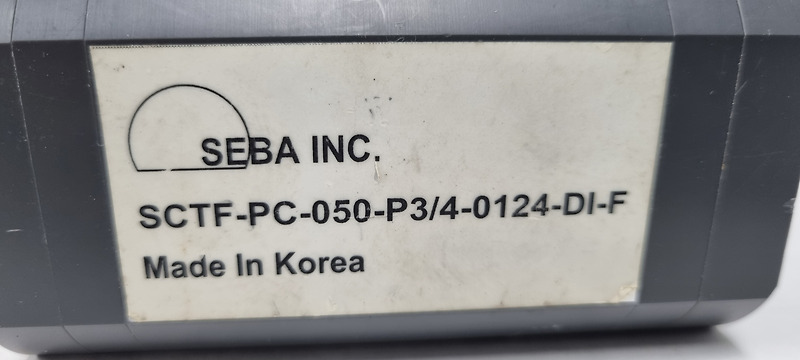 SEBA INC.
SCTF-PC-050-P3/4-0124-DI-F
Made In Korea